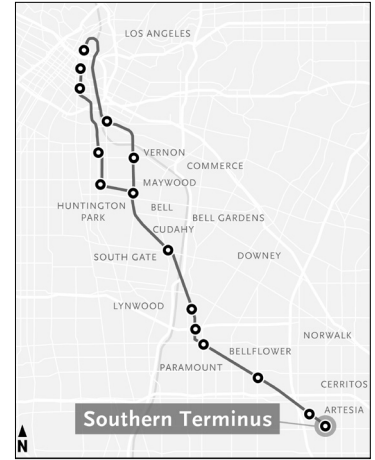 LOS ANGELES
VERNON
COMMERCE
MAYWOOD
HUNTINGTON
PARK
BELL
BELL GARDENS
CUDAHY
SOUTH GATE
DOWNEY
LYNWOOD
NORWALK
BELLFLOWER
PARAMOUNT
CERRITOS
ARTESIA
Southern Terminus
N